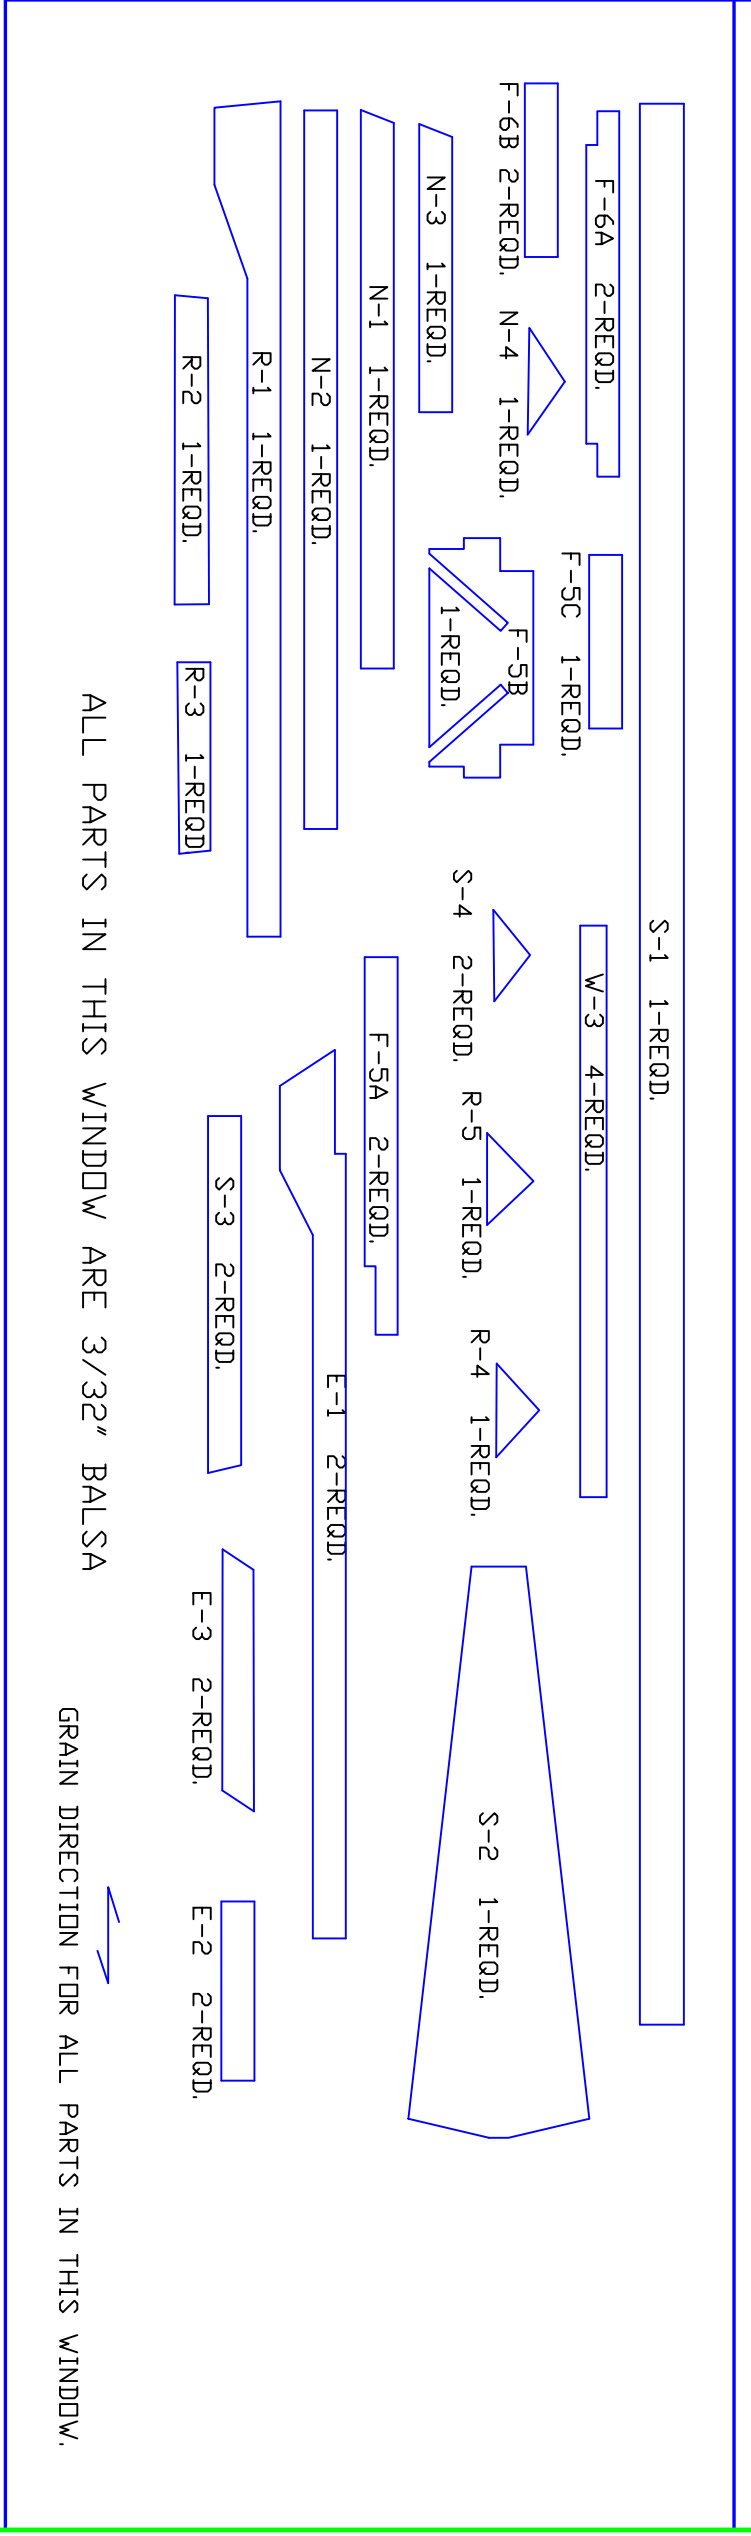 S-1 1-REQD.
F-6A 2-REQD.
F-5C 1-REQD.
W-3 4-REQD.
F-6B 2-REQD.
N-4 1-REQD.
F-5B
1-REQD.
S-4 2-REQD.
R-5 1-REQD.
R-4 1-REQD.
S-2 1-REQD.
N-3 1-REQD.
N-1 1-REQD.
F-5A 2-REQD.
N-2 1-REQD.
E-1 2-REQD.
R-1 1-REQD.
S-3 2-REQD.
R-2 1-REQD.
R-3 1-REQD
E-3 2-REQD.
E-2 2-REQD.
ALL PARTS IN THIS WINDOW ARE 3/32" BALSA
GRAIN DIRECTION FOR ALL PARTS IN THIS WINDOW.